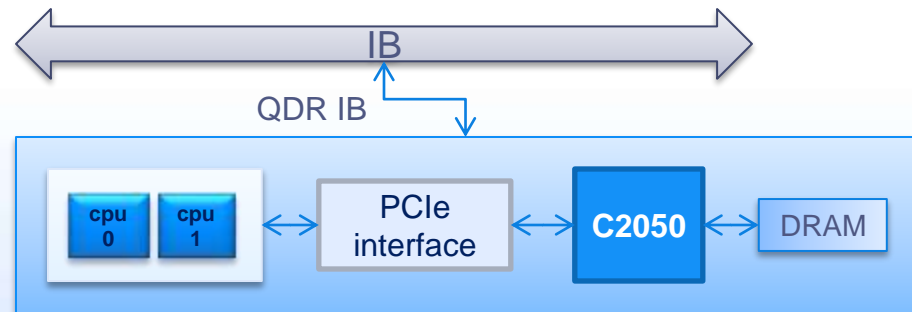 IB
QDR IB
cpu
0
cpu
1
PCIe
interface
C2050
DRAM